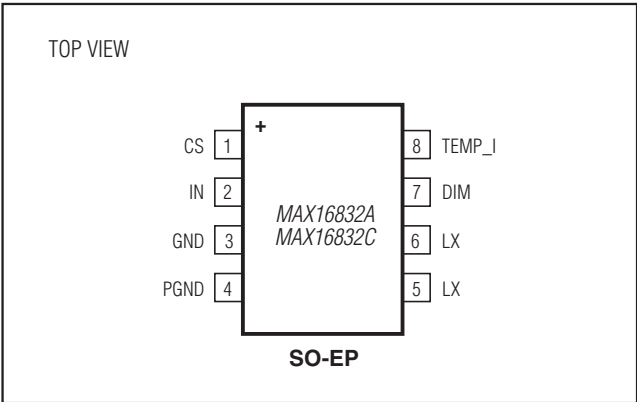 TOP VIEW
+
CS 1
IN 2
GND 3
PGND 4
MAX16832A
MAX16832C
8 TEMP_I
7 DIM
6 LX
5 LX
SO-EP